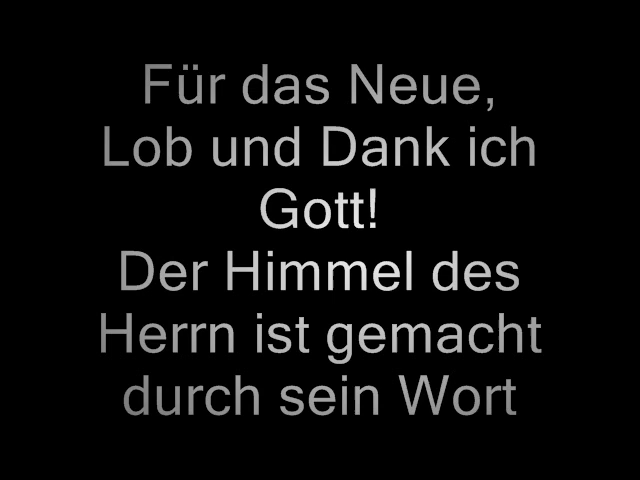 Für das Neue,
Lob und Dank ich
Gott!
Der Himmel des
Herrn ist gemacht
durch sein Wort